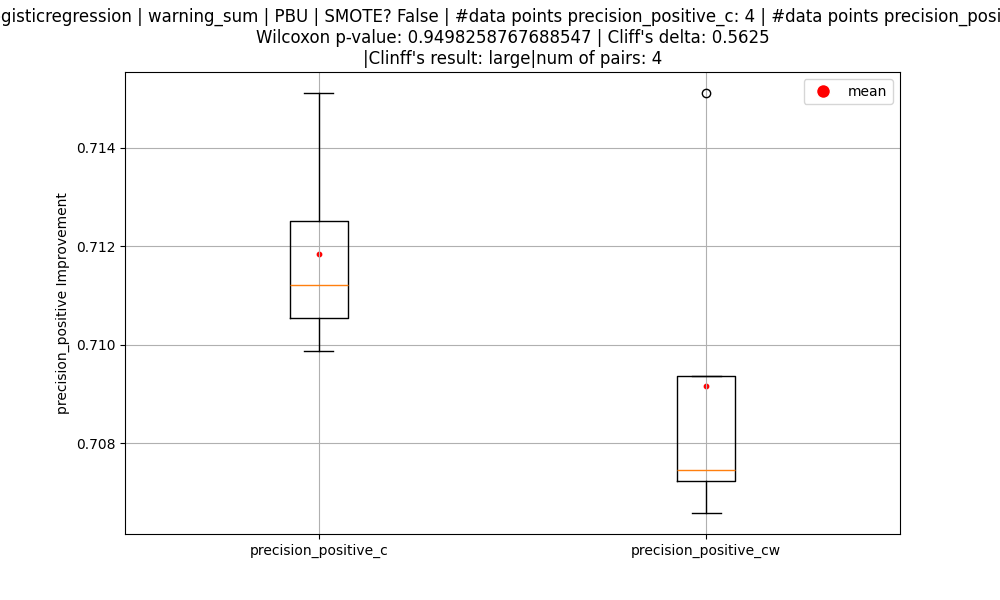 gisticregression | warning_sum | PBU | SMOTE? False | #data points precision_positive_c: 4 | #data points precision_posi
Wilcoxon p-value: 0.9498258767688547 | Cliff's delta: 0.5625
|Clinff's result: large|num of pairs: 4
mean
0.714
0.712
0.710
0.708
precision_positive Improvement
precision_positive_c
precision_positive_cw